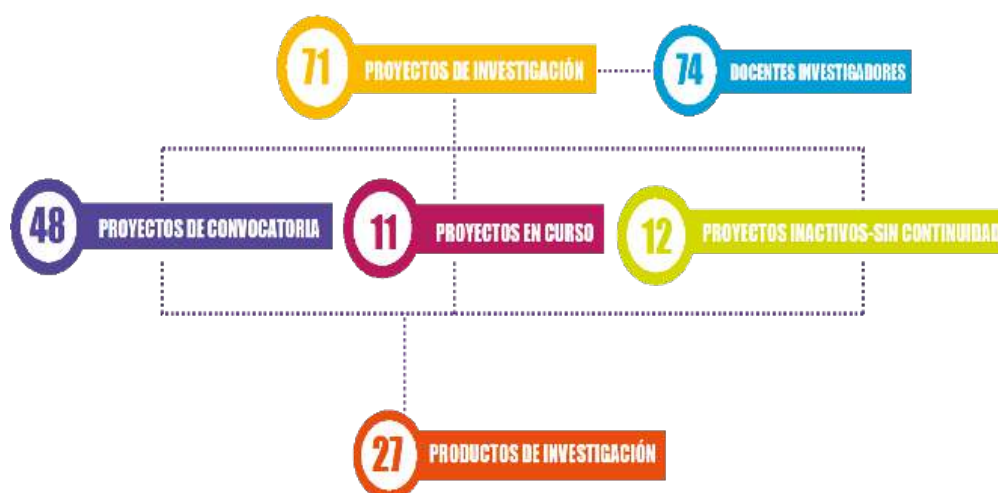 71 PROYECTOS DE INVESTIGACIÓN
74 DOCENTES INVESTIGADORES
48 PROYECTOS DE CONVOCATORIA
11 PROYECTOS EN CURSO
12 PROYECTOS INACTIVOS-SIN CONTINUIDAD
27 PRODUCTOS DE INVESTIGACIÓN